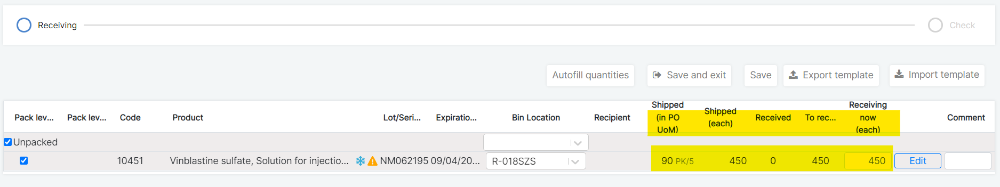 Receiving
Check
Autofill quantities
Save and exit
Save
Export template
Import template
Pack lev...
Pack lev...
Code
Product
Lot/Seri...
Expiratio...
Bin Location
Recipient
Shipped
(in PO
UoM)
Shipped
(each)
Received
To rec...
Receiving
now
(each)
Comment
Unpacked
10451 Vinblastine sulfate, Solution for injectio... NM062195 09/04/20... R-018SZS 90 PK/5 450 0 450 450 Edit